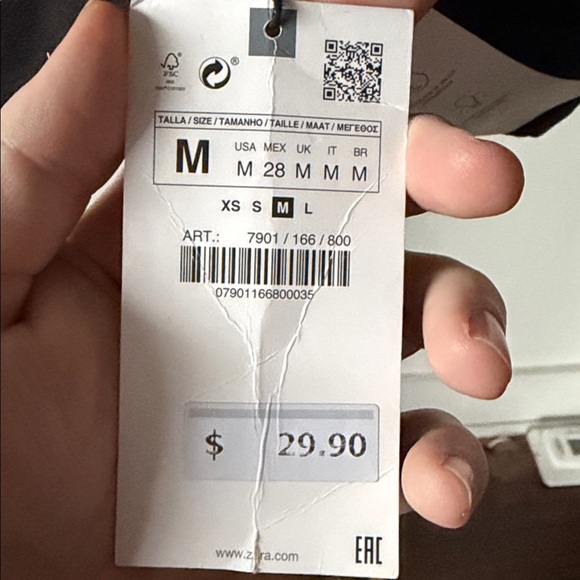 FSC
®
TALLA / SIZE / TAMANHO / TAILLE / MAAT / ΜΕΓΕΘΟΣ
M
USA MEX UK IT BR
M 28 M M M
XS S M L
ART.: 7901 / 166 / 800
07901166800035
$ 29.90
www.zara.com
EAC